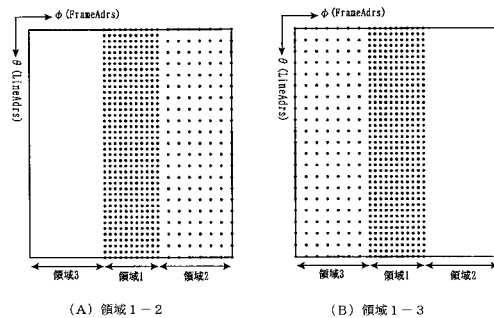 φ(FrameAdrs)
θ(LineAdrs)
領域3
領域1
領域2
(A) 領域1-2
φ(FrameAdrs)
θ(LineAdrs)
領域3
領域1
領域2
(B) 領域1-3